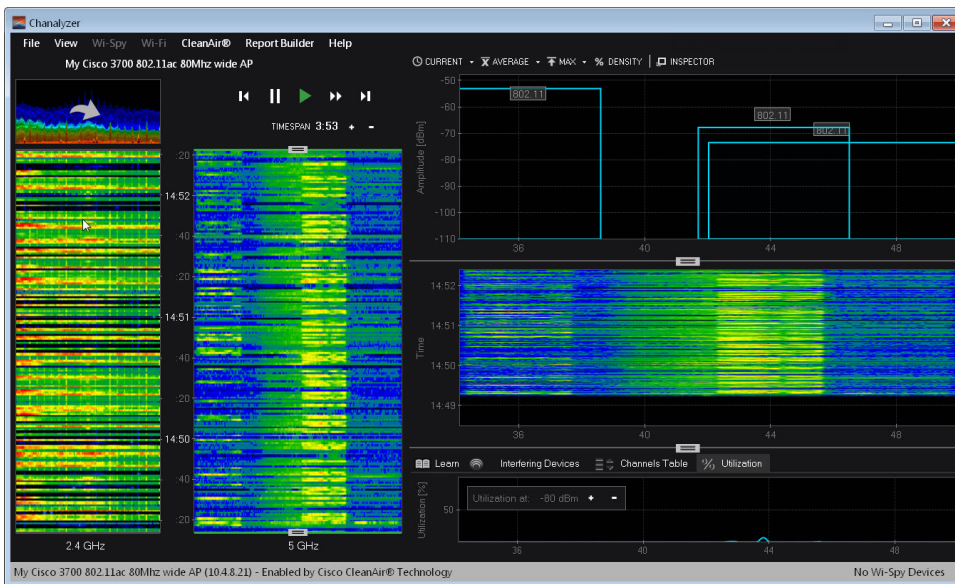 Chanalyzer
File View Wi-Spy Wi-Fi CleanAir® Report Builder Help
My Cisco 3700 802.11ac 80Mhz wide AP
TIMESPAN 3:53 + -
:20
14:52
:40
:20
14:51
:40
:20
14:50
:40
:20
2.4 GHz
5 GHz
CURRENT AVERAGE MAX % DENSITY INSPECTOR
Amplitude [dBm]
-50
-60
-70
-80
-90
-100
-110
802.11
802.11
802.11
36 40 44 48
Time
14:52
14:51
14:50
14:49
36 40 44 48
Learn Interfering Devices Channels Table Utilization
Utilization [%]
50
Utilization at: -80 dBm + -
36 40 44 48
My Cisco 3700 802.11ac 80Mhz wide AP (10.4.8.21) - Enabled by Cisco CleanAir® Technology
No Wi-Spy Devices